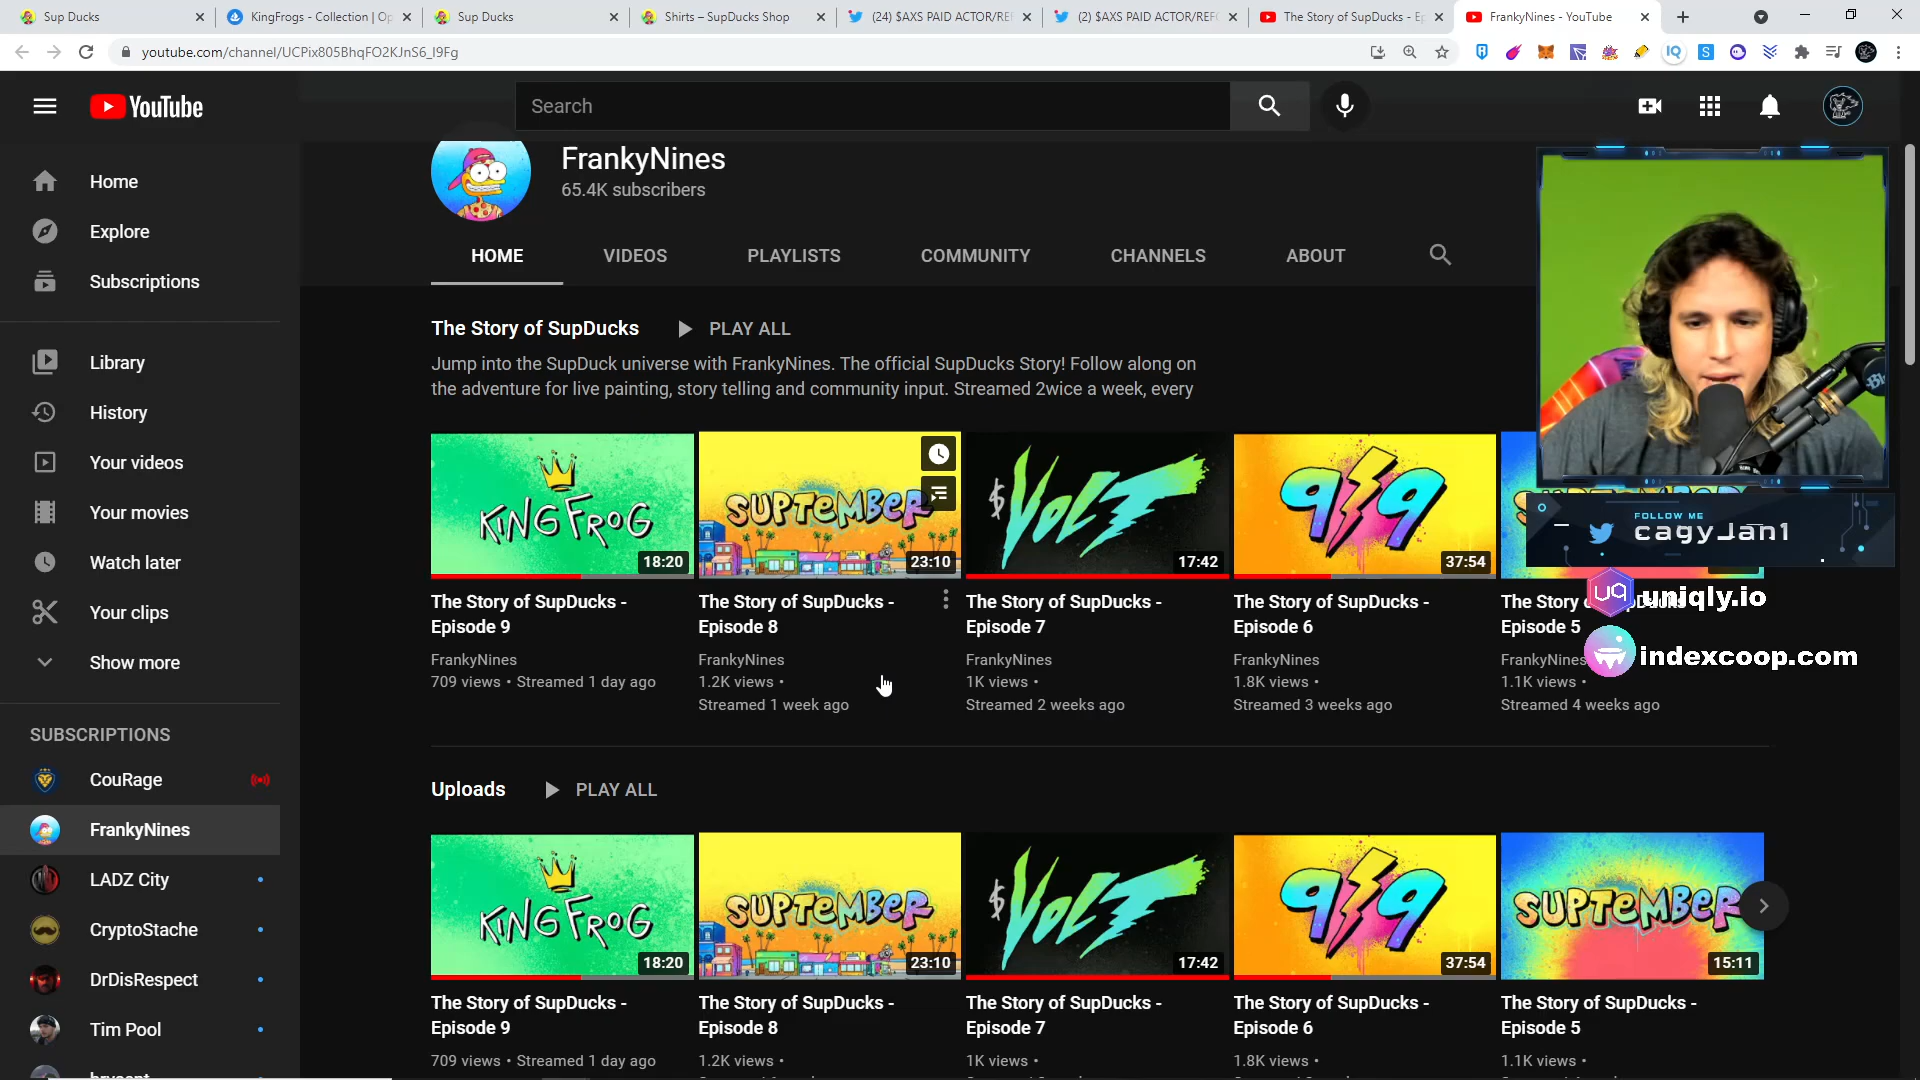 Sup Ducks
KingFrogs - Collection | Op
Sup Ducks
Shirts – SupDucks Shop
(24) $AXS PAID ACTOR/REF
(2) $AXS PAID ACTOR/REFC
The Story of SupDucks - Ep
FrankyNines - YouTube
youtube.com/channel/UCPix805BhqFO2KJnS6_I9Fg
YouTube
Search
Home
Explore
Subscriptions
Library
History
Your videos
Your movies
Watch later
Your clips
Show more
SUBSCRIPTIONS
CouRage
FrankyNines
LADZ City
CryptoStache
DrDisRespect
Tim Pool
FrankyNines
65.4K subscribers
HOME
VIDEOS
PLAYLISTS
COMMUNITY
CHANNELS
ABOUT
The Story of SupDucks
PLAY ALL
Jump into the SupDuck universe with FrankyNines. The official SupDucks Story! Follow along on
the adventure for live painting, story telling and community input. Streamed 2wice a week, every
KING FROG
18:20
SUPTEMBER
23:10
$VOLT
17:42
99
37:54
The Story of SupDucks -
Episode 9
FrankyNines
709 views • Streamed 1 day ago
The Story of SupDucks -
Episode 8
FrankyNines
1.2K views •
Streamed 1 week ago
The Story of SupDucks -
Episode 7
FrankyNines
1K views •
Streamed 2 weeks ago
The Story of SupDucks -
Episode 6
FrankyNines
1.8K views •
Streamed 3 weeks ago
The Story
Episode 5
FrankyNines
1.1K views •
Streamed 4 weeks ago
FOLLOW ME
cagyJan1
uq
uniqly.io
indexcoop.com
Uploads
PLAY ALL
KING FROG
18:20
SUPTEMBER
23:10
$VOLT
17:42
99
37:54
SUPTEMBER
15:11
The Story of SupDucks -
Episode 9
709 views • Streamed 1 day ago
The Story of SupDucks -
Episode 8
1.2K views •
The Story of SupDucks -
Episode 7
1K views •
The Story of SupDucks -
Episode 6
1.8K views •
The Story of SupDucks -
Episode 5
1.1K views •